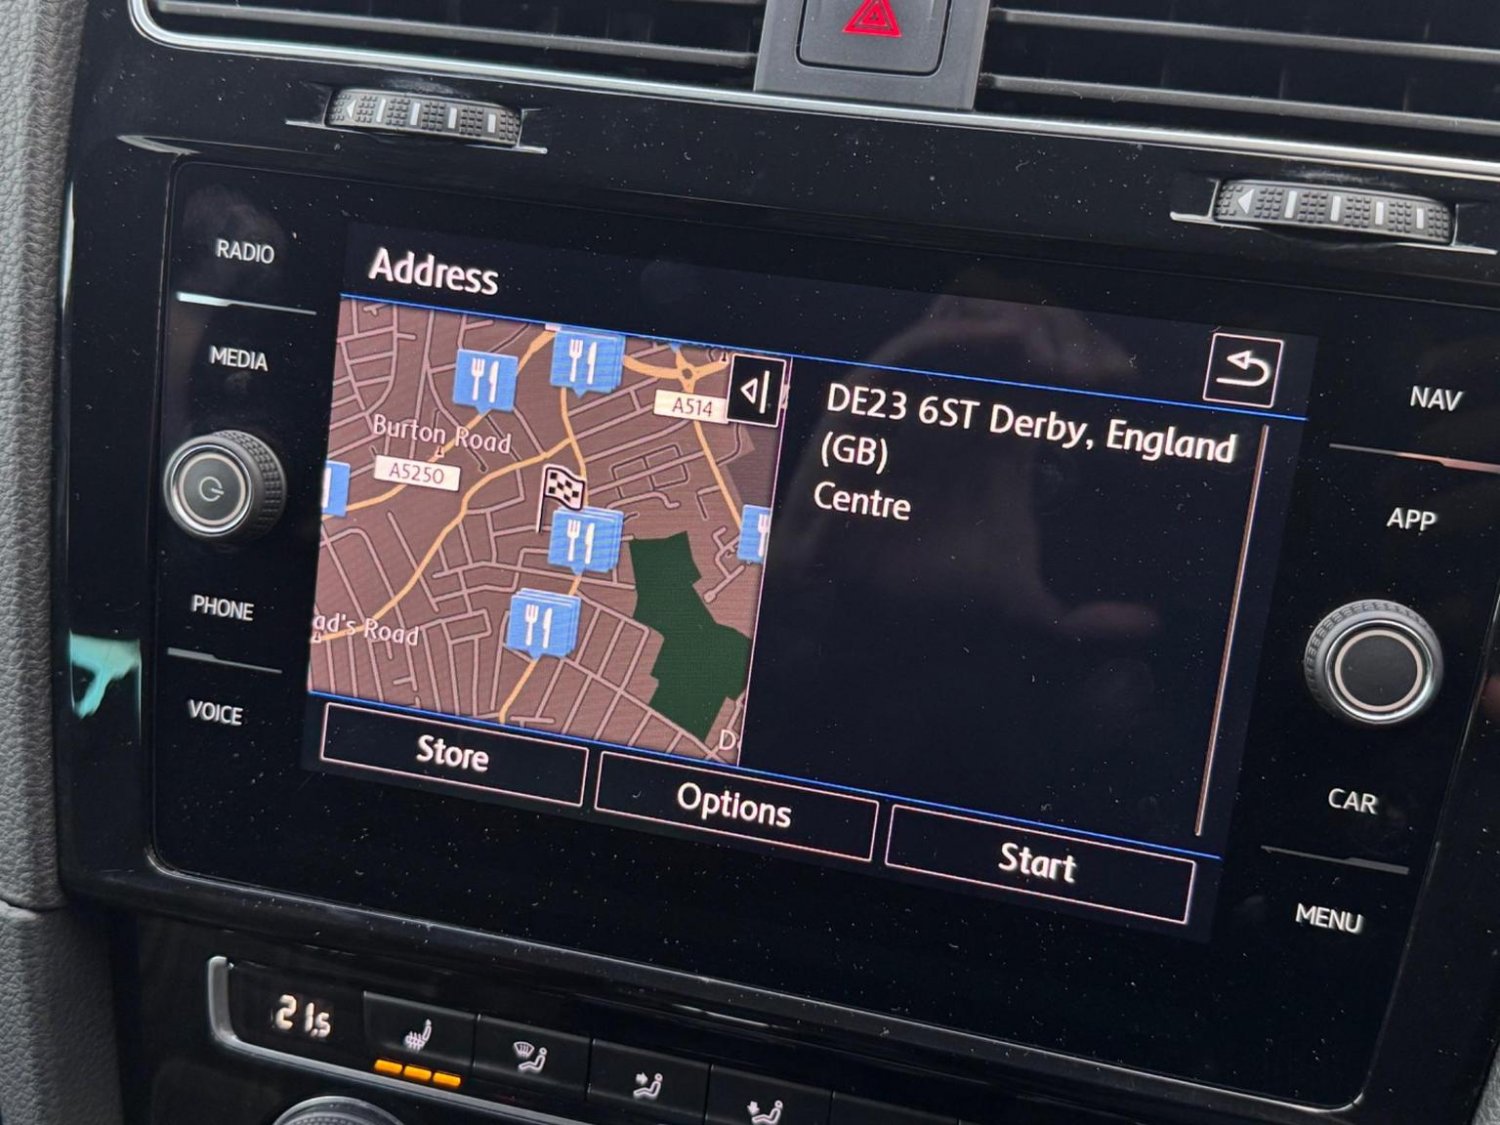 RADIO
MEDIA
PHONE
VOICE
Address
Burton Road
A5250
A514
ad's Road
D
DE23 6ST Derby, England
(GB)
Centre
Store
Options
Start
NAV
APP
CAR
MENU
21.5